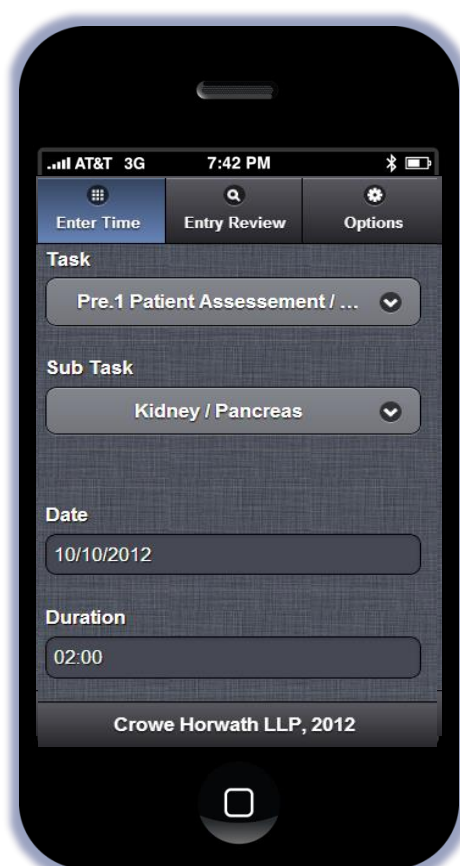 AT&T 3G 7:42 PM
Enter Time Entry Review Options
Task
Pre.1 Patient Assessement / ...
Sub Task
Kidney / Pancreas
Date
10/10/2012
Duration
02:00
Crowe Horwath LLP, 2012